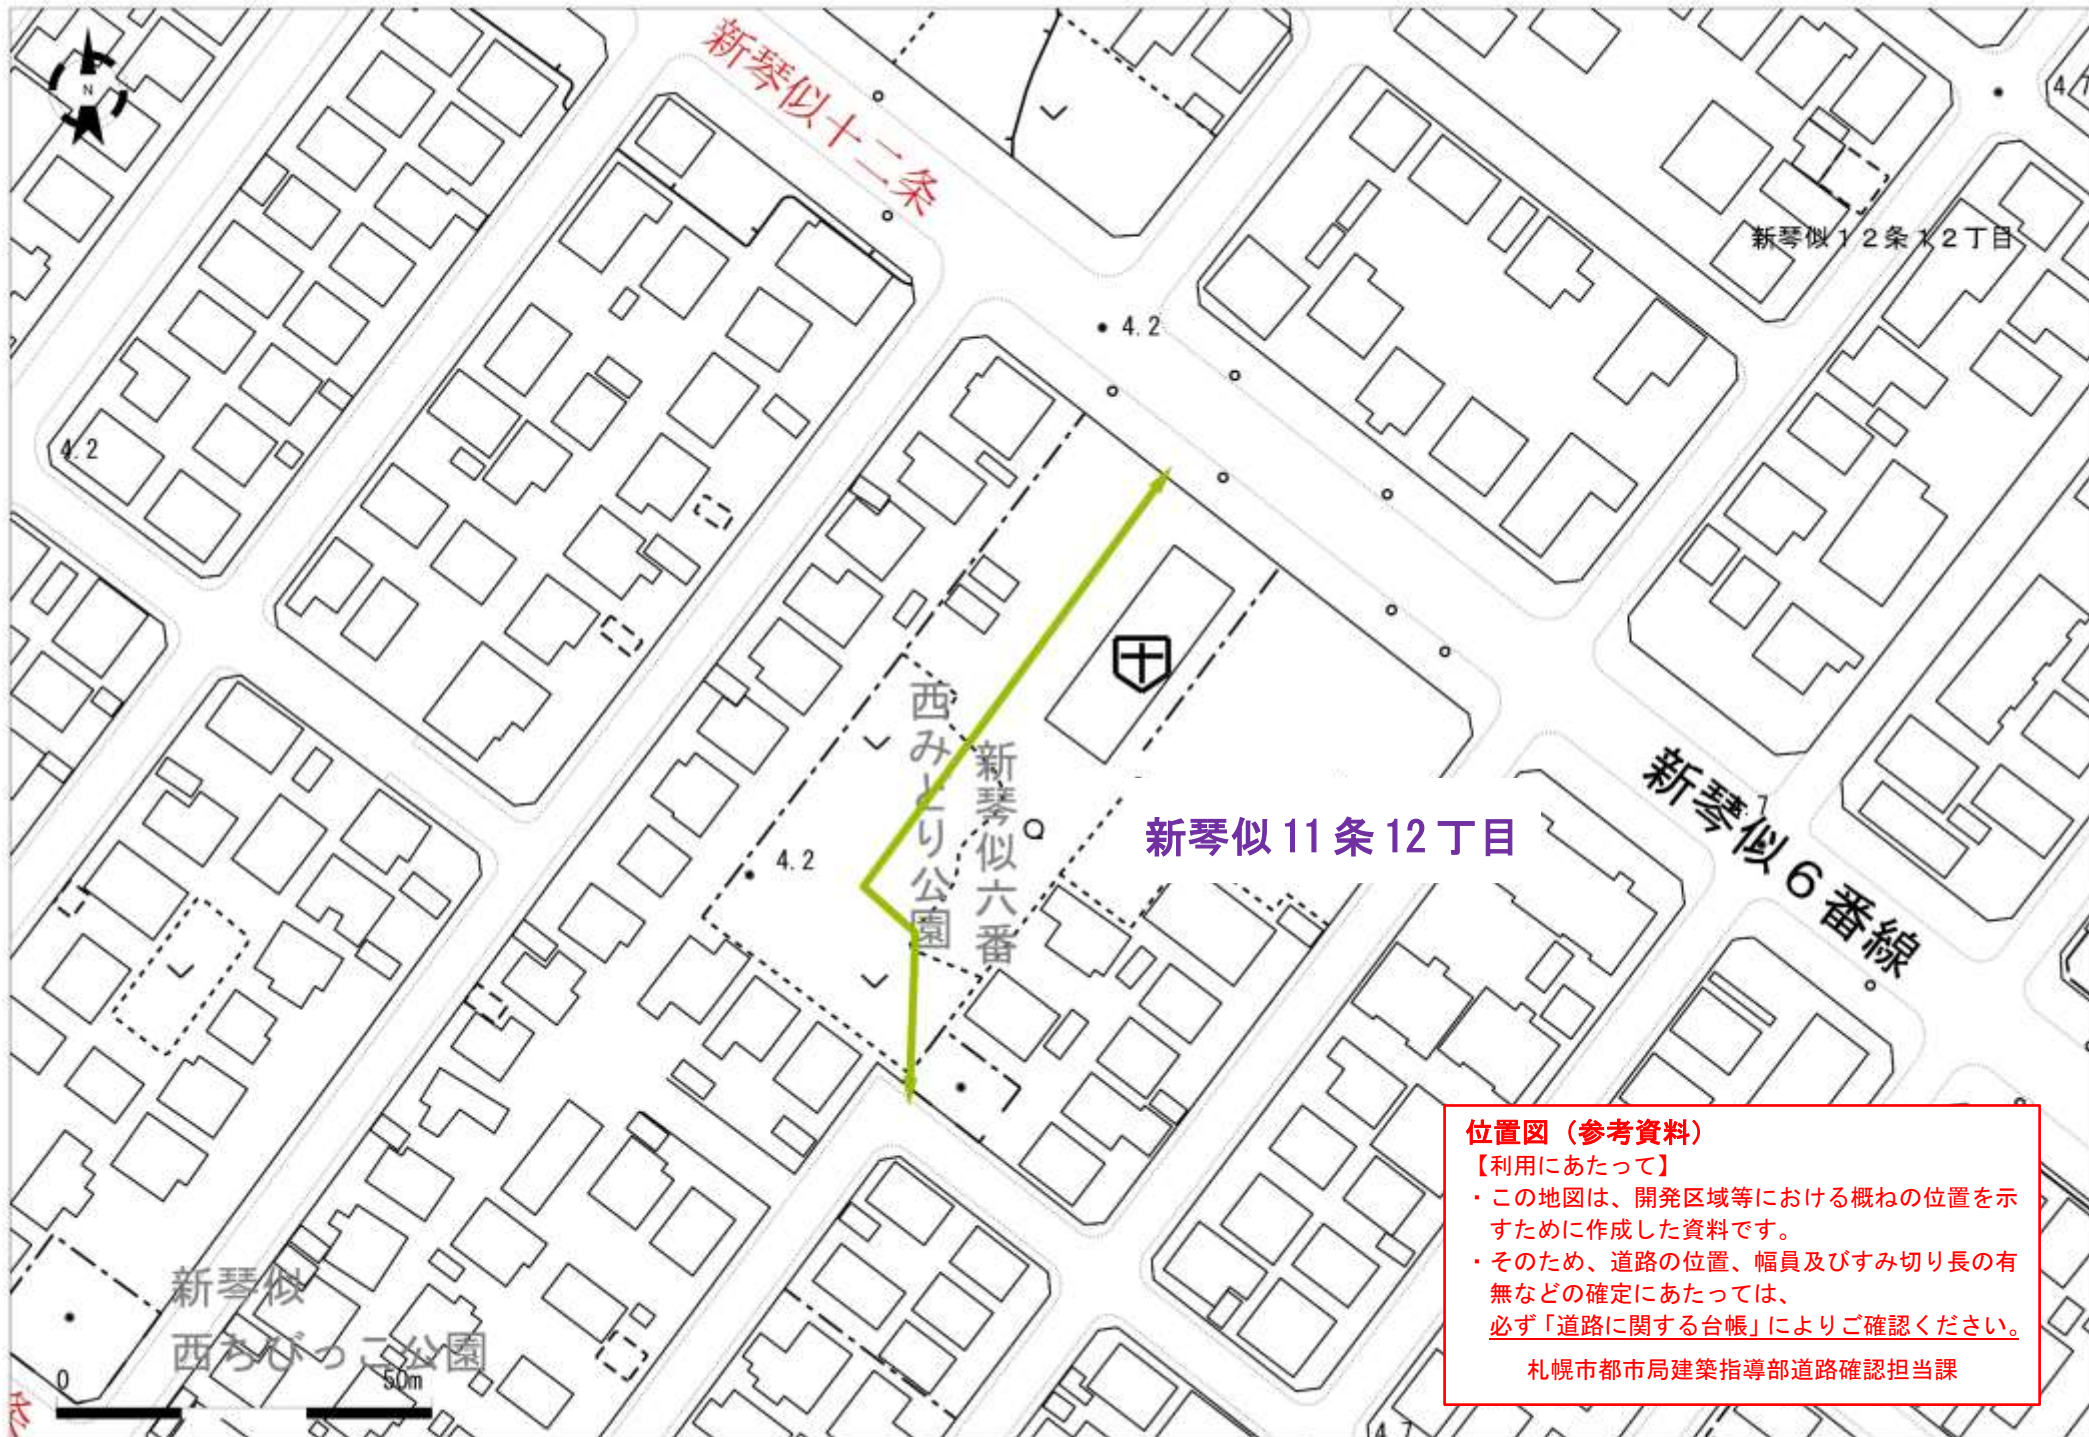 N
新琴似十二条
4.7
新琴似12条12丁目
4.2
4.2
西みどり公園
新琴似六番
4.2
新琴似 11 条 12 丁目
7
新琴似6番線
位置図（参考資料）
【利用にあたって】
・この地図は、開発区域等における概ねの位置を示
すために作成した資料です。
・そのため、道路の位置、幅員及びすみ切り長の有
無などの確定にあたっては、
必ず「道路に関する台帳」によりご確認ください。
札幌市都市局建築指導部道路確認担当課
新琴似
西ちびっこ公園
0
50m
条
4.7